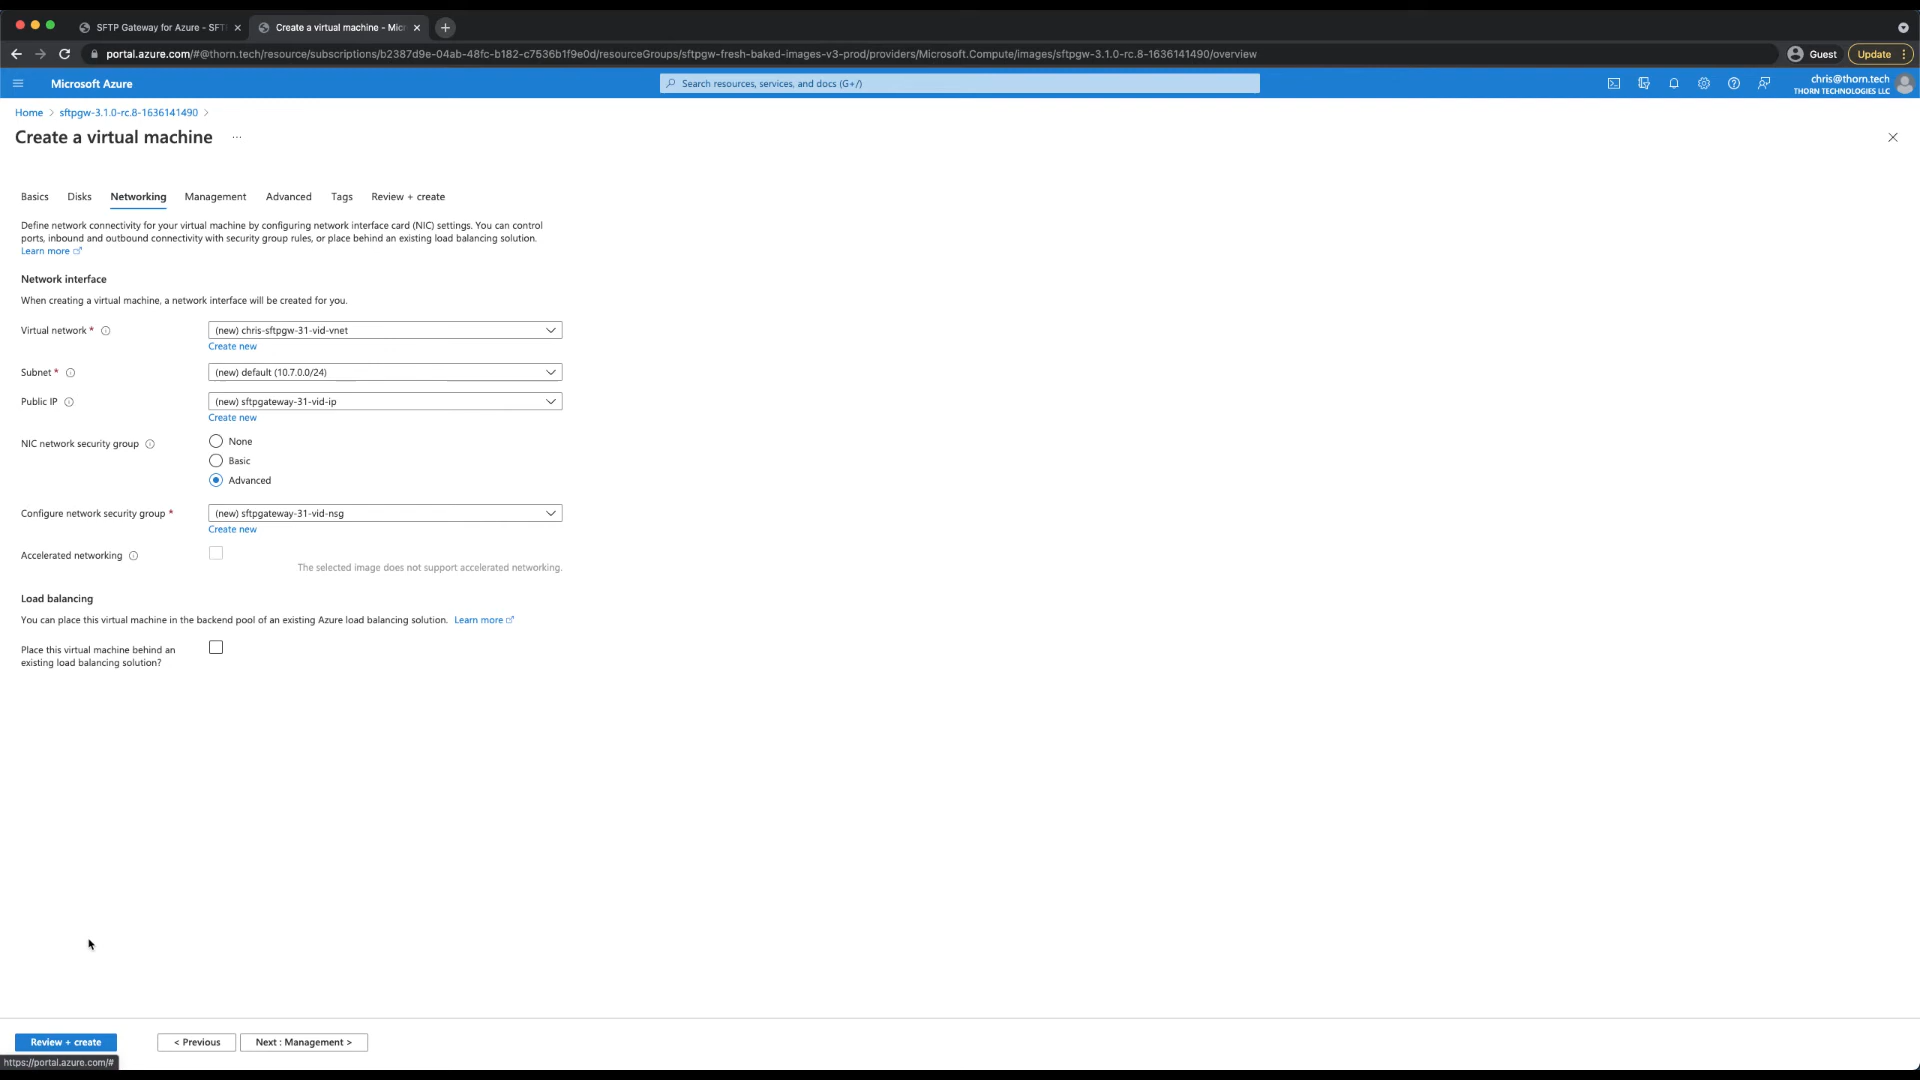 SFTP Gateway for Azure - SFT
Create a virtual machine - Mic
portal.azure.com/#@thorn.tech/resource/subscriptions/b2387d9e-04ab-48fc-b182-c7536b1f9e0d/resourceGroups/sftpgw-fresh-baked-images-v3-prod/providers/Microsoft.Compute/images/sftpgw-3.1.0-rc.8-1636141490/overview
Guest
Update
Microsoft Azure
Search resources, services, and docs (G+/)
chris@thorn.tech
THORN TECHNOLOGIES LLC
Home > sftpgw-3.1.0-rc.8-1636141490 >
Create a virtual machine ...
Basics Disks Networking Management Advanced Tags Review + create
Define network connectivity for your virtual machine by configuring network interface card (NIC) settings. You can control
ports, inbound and outbound connectivity with security group rules, or place behind an existing load balancing solution.
Learn more
Network interface
When creating a virtual machine, a network interface will be created for you.
Virtual network * (new) chris-sftpgw-31-vid-vnet
Create new
Subnet * (new) default (10.7.0.0/24)
Public IP (new) sftpgateway-31-vid-ip
Create new
NIC network security group None
Basic
Advanced
Configure network security group * (new) sftpgateway-31-vid-nsg
Create new
Accelerated networking
The selected image does not support accelerated networking.
Load balancing
You can place this virtual machine in the backend pool of an existing Azure load balancing solution. Learn more
Place this virtual machine behind an
existing load balancing solution?
Review + create < Previous Next : Management >
https://portal.azure.com/#